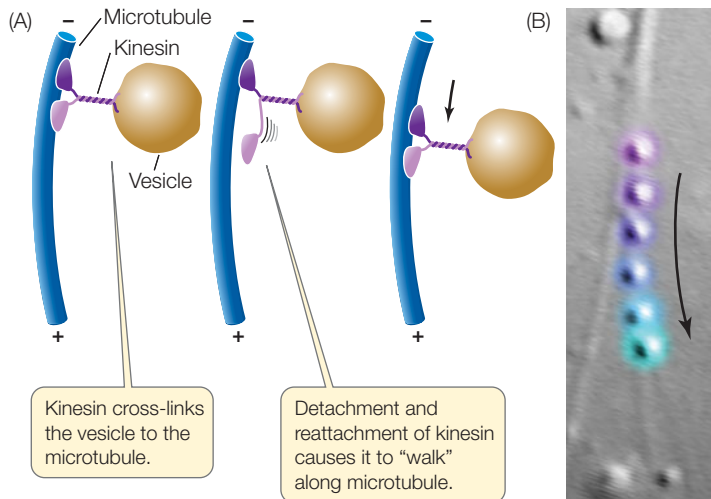 (A)
(B)
− − −
Microtubule
Kinesin
Vesicle
+ + +
Kinesin cross-links
the vesicle to the
microtubule.
Detachment and
reattachment of kinesin
causes it to “walk”
along microtubule.